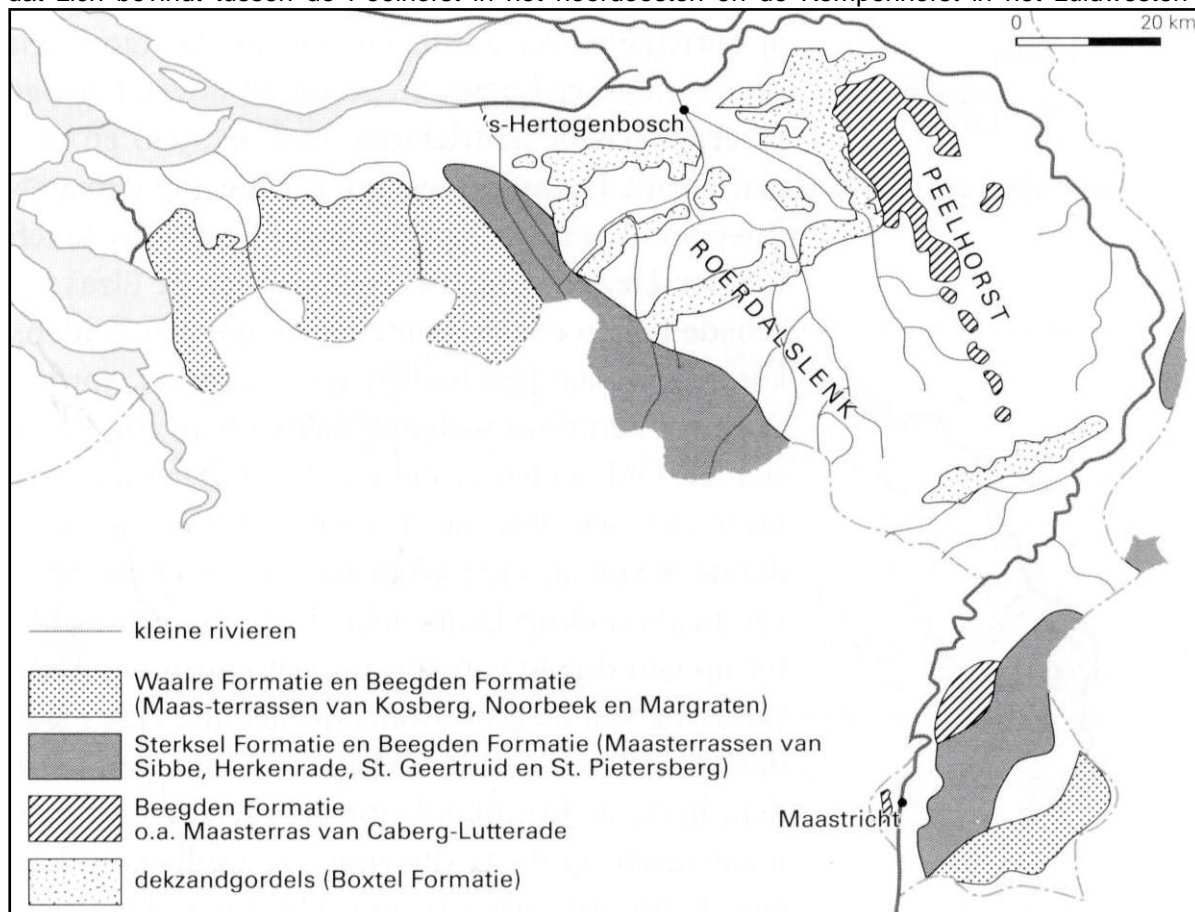 dat zich bevindt tussen de Peelhorst in het noordoosten en de Kempenhorst in het zuidwesten
0 20 km
's-Hertogenbosch
PEELHORST
ROERDALSLENK
kleine rivieren
Waalre Formatie en Beegden Formatie
(Maas-terrassen van Kosberg, Noorbeek en Margraten)
Sterksel Formatie en Beegden Formatie (Maasterrassen van
Sibbe, Herkenrade, St. Geertruid en St. Pietersberg)
Beegden Formatie
o.a. Maasterras van Caberg-Lutterade
Maastricht
dekzandgordels (Boxtel Formatie)